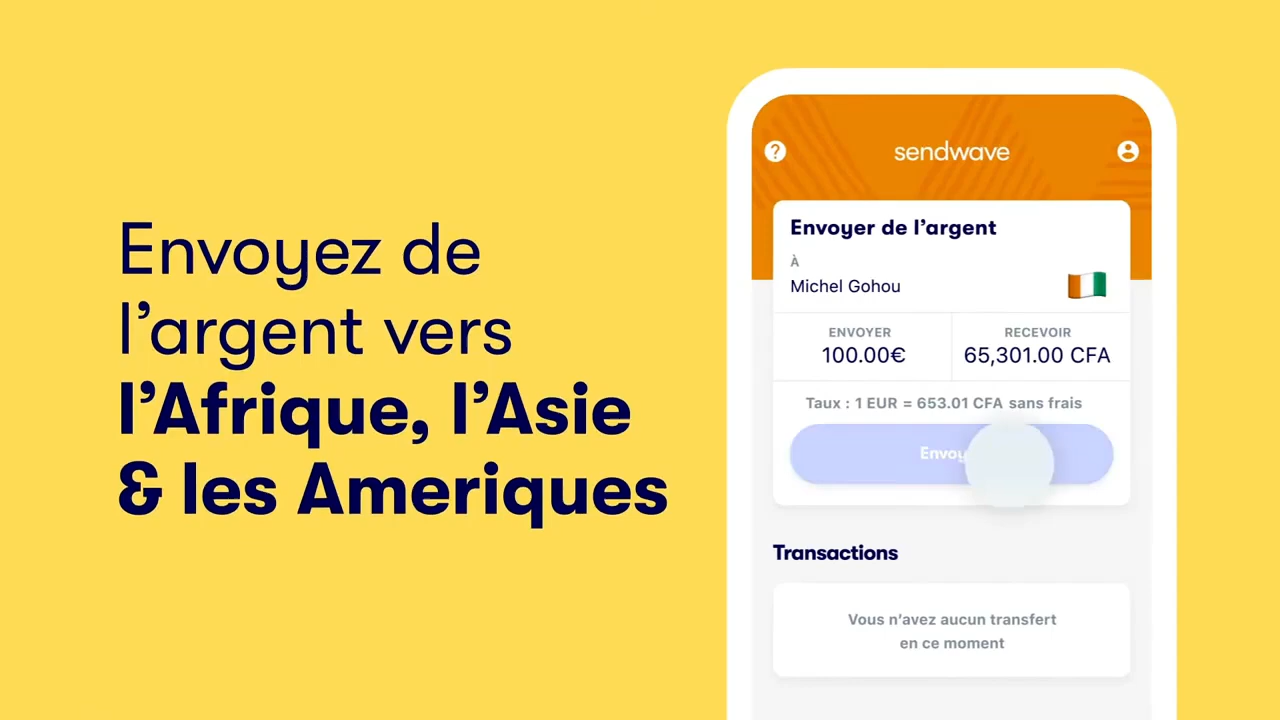 Envoyez de
l’argent vers
l’Afrique, l’Asie
& les Ameriques
?
sendwave
Envoyer de l’argent
À
Michel Gohou
ENVOYER
100.00€
RECEVOIR
65,301.00 CFA
Taux : 1 EUR = 653.01 CFA sans frais
Transactions
Vous n’avez aucun transfert
en ce moment